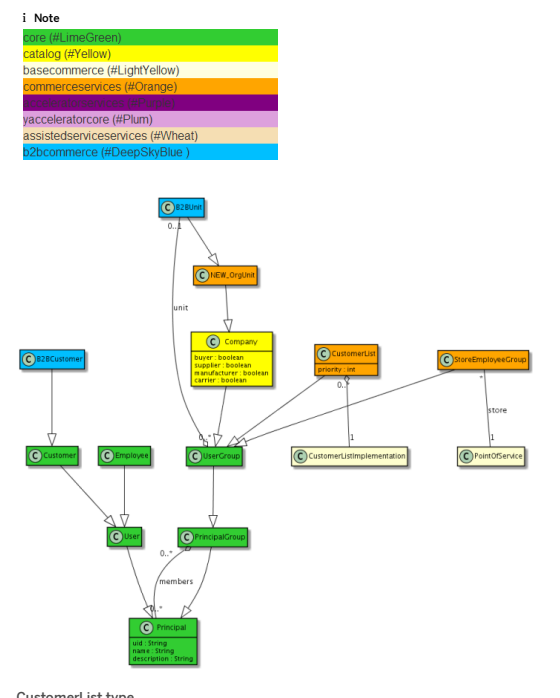 i Note
core (#LimeGreen)
catalog (#Yellow)
basecommerce (#LightYellow)
commerceservices (#Orange)
(#Purple)
yacceleratorcore (#Plum)
assistedserviceservices (#Wheat)
b2bcommerce (#DeepSkyBlue )
C B2BUnit
0..1
C NEW_OrgUnit
unit
C Company
buyer : boolean
supplier : boolean
manufacturer : boolean
carrier : boolean
C CustomerList
priority : int
C B2BCustomer
C StoreEmployeeGroup
0..*
*
store
0..*
1
1
C Customer
C Employee
C UserGroup
C CustomerListImplementation
C PointOfService
C User
C PrincipalGroup
0..*
members
0..*
C Principal
uid : String
name : String
description : String
CustomerList type